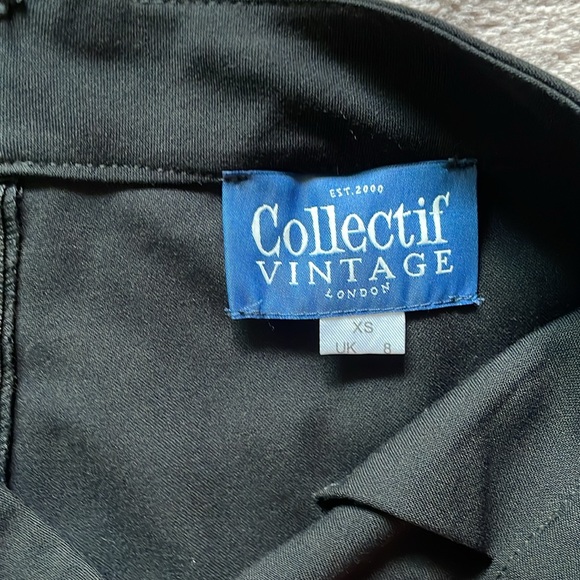 EST.2000
Collectif
VINTAGE
LONDON
XS
UK 8